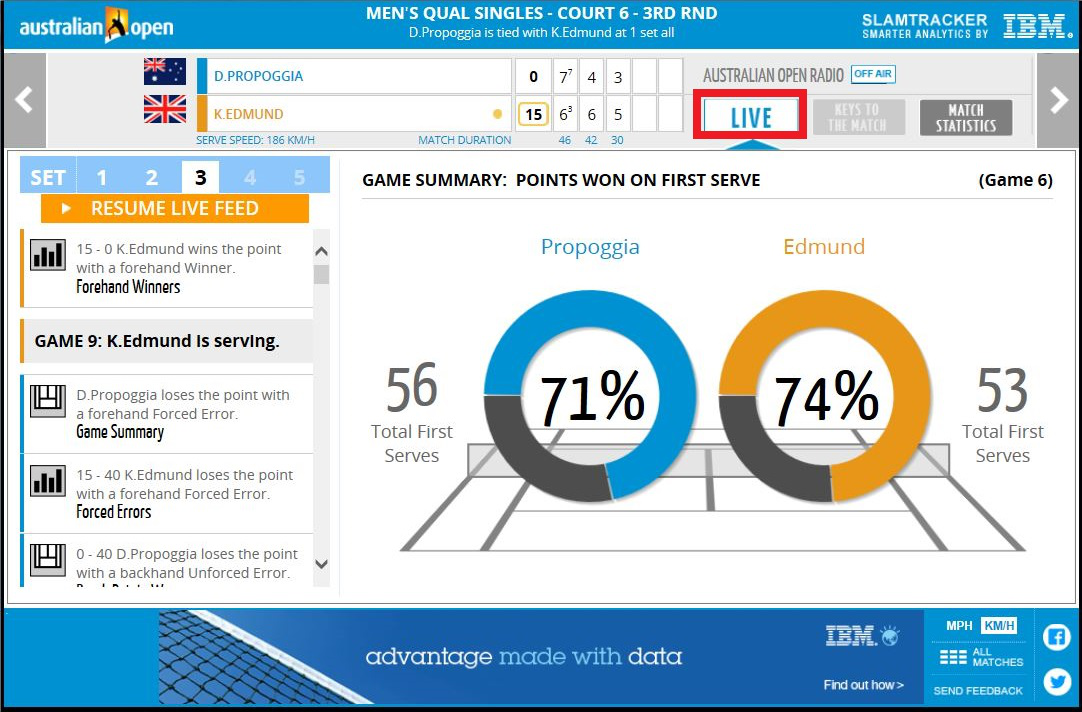 australian open
MEN'S QUAL SINGLES - COURT 6 - 3RD RND
D.Propoggia is tied with K.Edmund at 1 set all
SLAMTRACKER
SMARTER ANALYTICS BY
IBM.
D.PROPOGGIA 0 7⁷ 4 3
K.EDMUND 15 6³ 6 5
SERVE SPEED: 186 KM/H MATCH DURATION 46 42 30
AUSTRALIAN OPEN RADIO OFF AIR
LIVE
KEYS TO
THE MATCH
MATCH
STATISTICS
SET 1 2 3 4 5
RESUME LIVE FEED
15 - 0 K.Edmund wins the point
with a forehand Winner.
Forehand Winners
GAME 9: K.Edmund is serving.
D.Propoggia loses the point with
a forehand Forced Error.
Game Summary
15 - 40 K.Edmund loses the point
with a forehand Forced Error.
Forced Errors
0 - 40 D.Propoggia loses the point
with a backhand Unforced Error.
GAME SUMMARY: POINTS WON ON FIRST SERVE (Game 6)
Propoggia
Edmund
56
Total First
Serves
71%
74%
53
Total First
Serves
advantage made with data
IBM.
Find out how >
MPH KM/H
ALL
MATCHES
SEND FEEDBACK